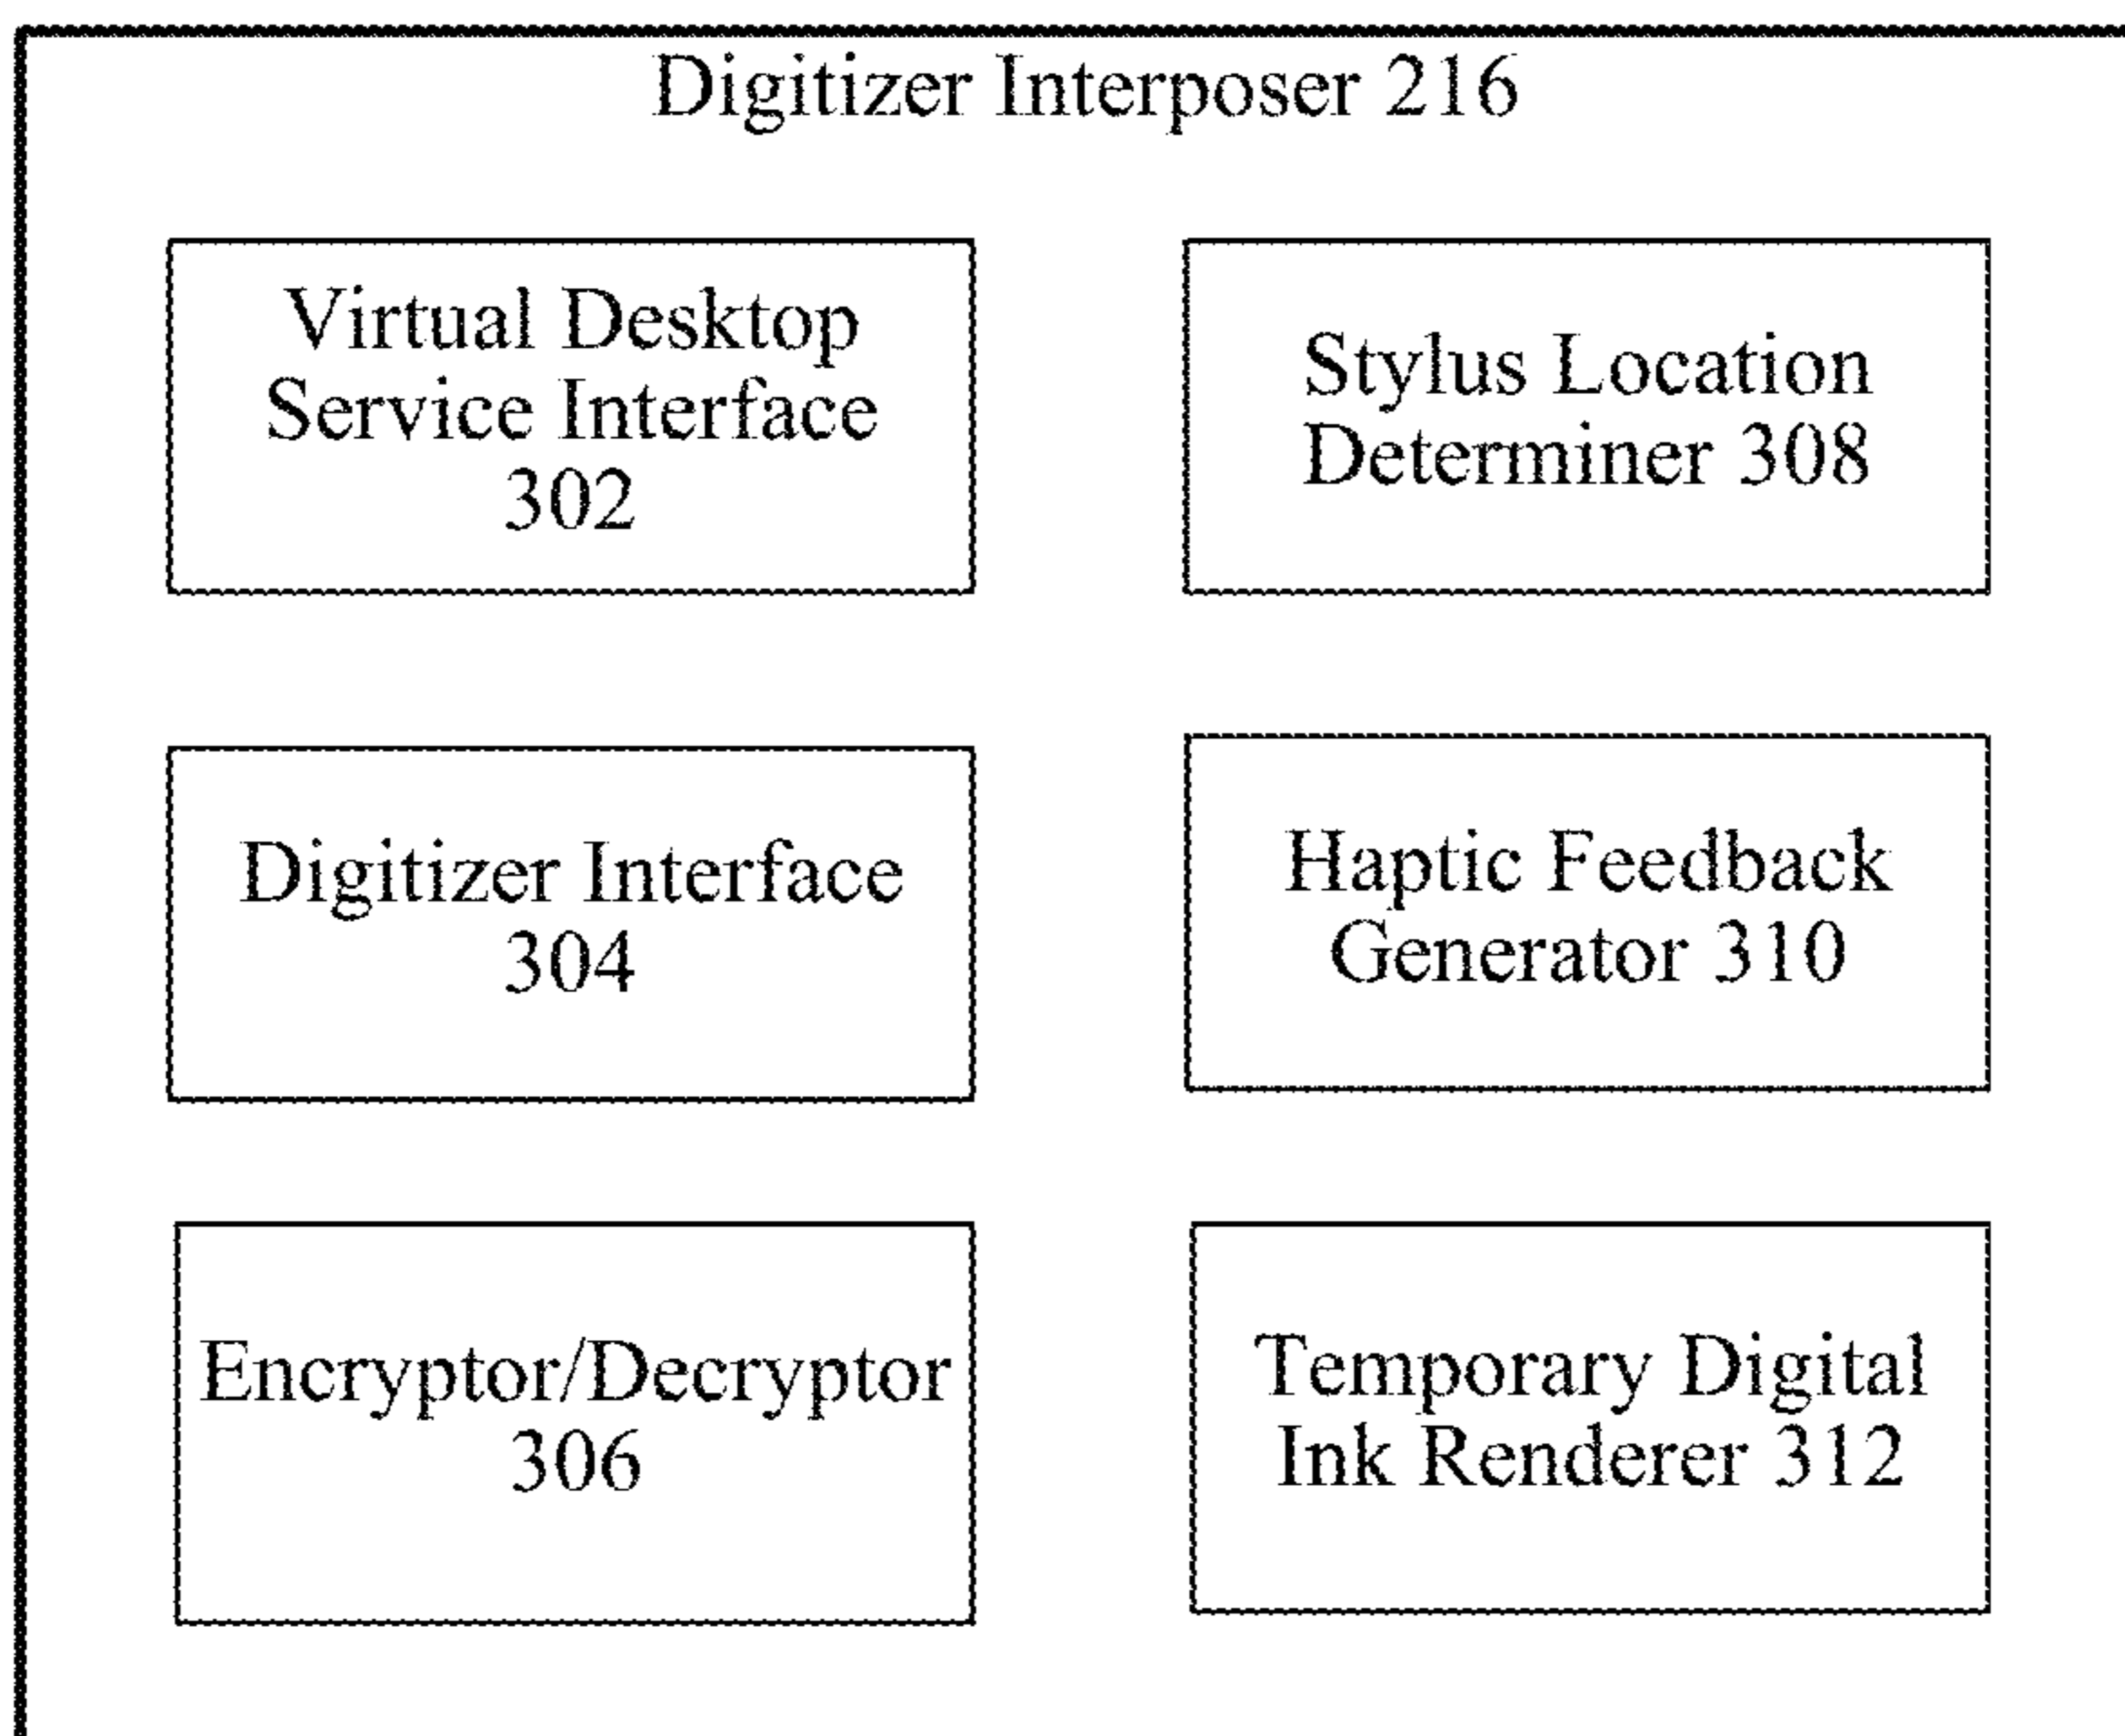 Digitizer Interposer 216
Virtual Desktop
Service Interface
302
Stylus Location
Determiner 308
Digitizer Interface
304
Haptic Feedback
Generator 310
Encryptor/Decryptor
306
Temporary Digital
Ink Renderer 312